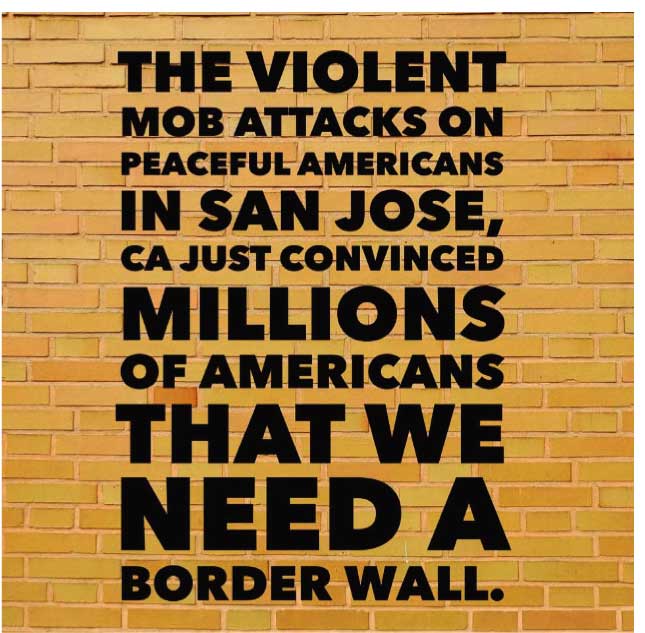 THE VIOLENT
MOB ATTACKS ON
PEACEFUL AMERICANS
IN SAN JOSE,
CA JUST CONVINCED
MILLIONS
OF AMERICANS
THAT WE
NEED A
BORDER WALL.